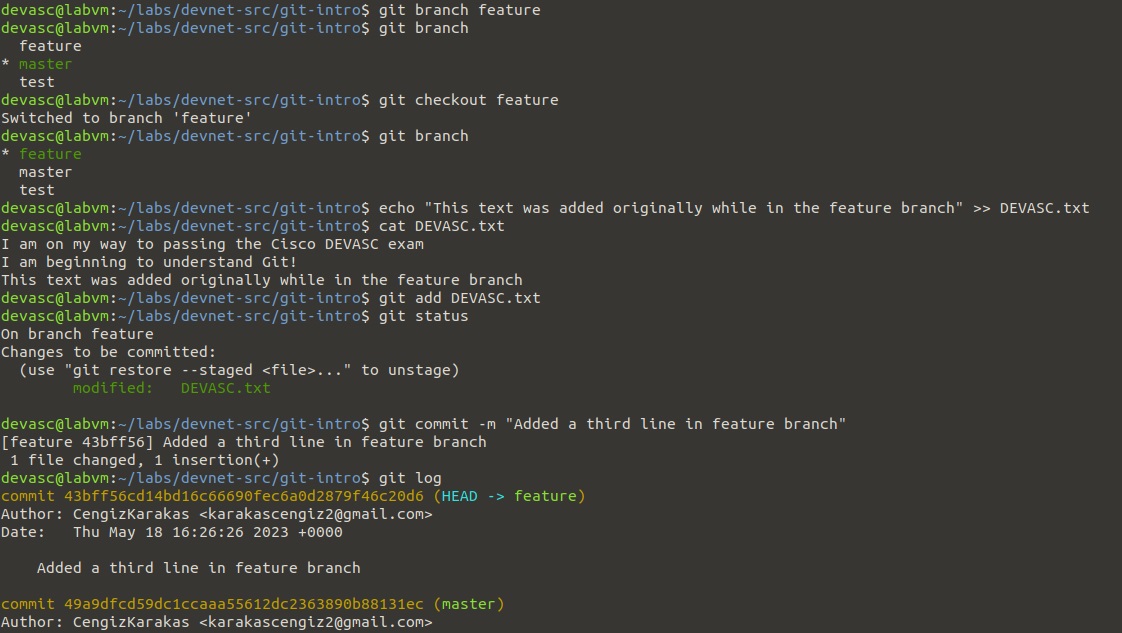 devasc@labvm:~/labs/devnet-src/git-intro$ git branch feature
devasc@labvm:~/labs/devnet-src/git-intro$ git branch
  feature
* master
  test
devasc@labvm:~/labs/devnet-src/git-intro$ git checkout feature
Switched to branch 'feature'
devasc@labvm:~/labs/devnet-src/git-intro$ git branch
* feature
  master
  test
devasc@labvm:~/labs/devnet-src/git-intro$ echo "This text was added originally while in the feature branch" >> DEVASC.txt
devasc@labvm:~/labs/devnet-src/git-intro$ cat DEVASC.txt
I am on my way to passing the Cisco DEVASC exam
I am beginning to understand Git!
This text was added originally while in the feature branch
devasc@labvm:~/labs/devnet-src/git-intro$ git add DEVASC.txt
devasc@labvm:~/labs/devnet-src/git-intro$ git status
On branch feature
Changes to be committed:
  (use "git restore --staged <file>..." to unstage)
        modified:   DEVASC.txt

devasc@labvm:~/labs/devnet-src/git-intro$ git commit -m "Added a third line in feature branch"
[feature 43bff56] Added a third line in feature branch
 1 file changed, 1 insertion(+)
devasc@labvm:~/labs/devnet-src/git-intro$ git log
commit 43bff56cd14bd16c66690fec6a0d2879f46c20d6 (HEAD -> feature)
Author: CengizKarakas <karakascengiz2@gmail.com>
Date:   Thu May 18 16:26:26 2023 +0000

    Added a third line in feature branch

commit 49a9dfcd59dc1ccaaa55612dc2363890b88131ec (master)
Author: CengizKarakas <karakascengiz2@gmail.com>